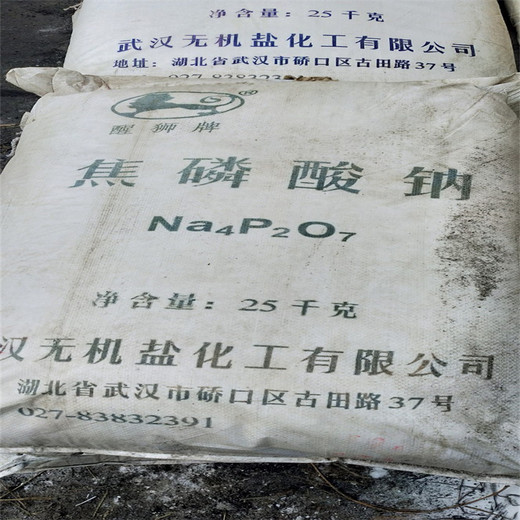 净含量：25千克
武汉无机盐化工有限公司
地址：湖北省武汉市硚口区古田路37号
027-83832391
醒狮牌
®
焦磷酸钠
Na₄P₂O₇
净含量：25千克
汉无机盐化工有限公司
湖北省武汉市硚口区古田路37号
027-83832391